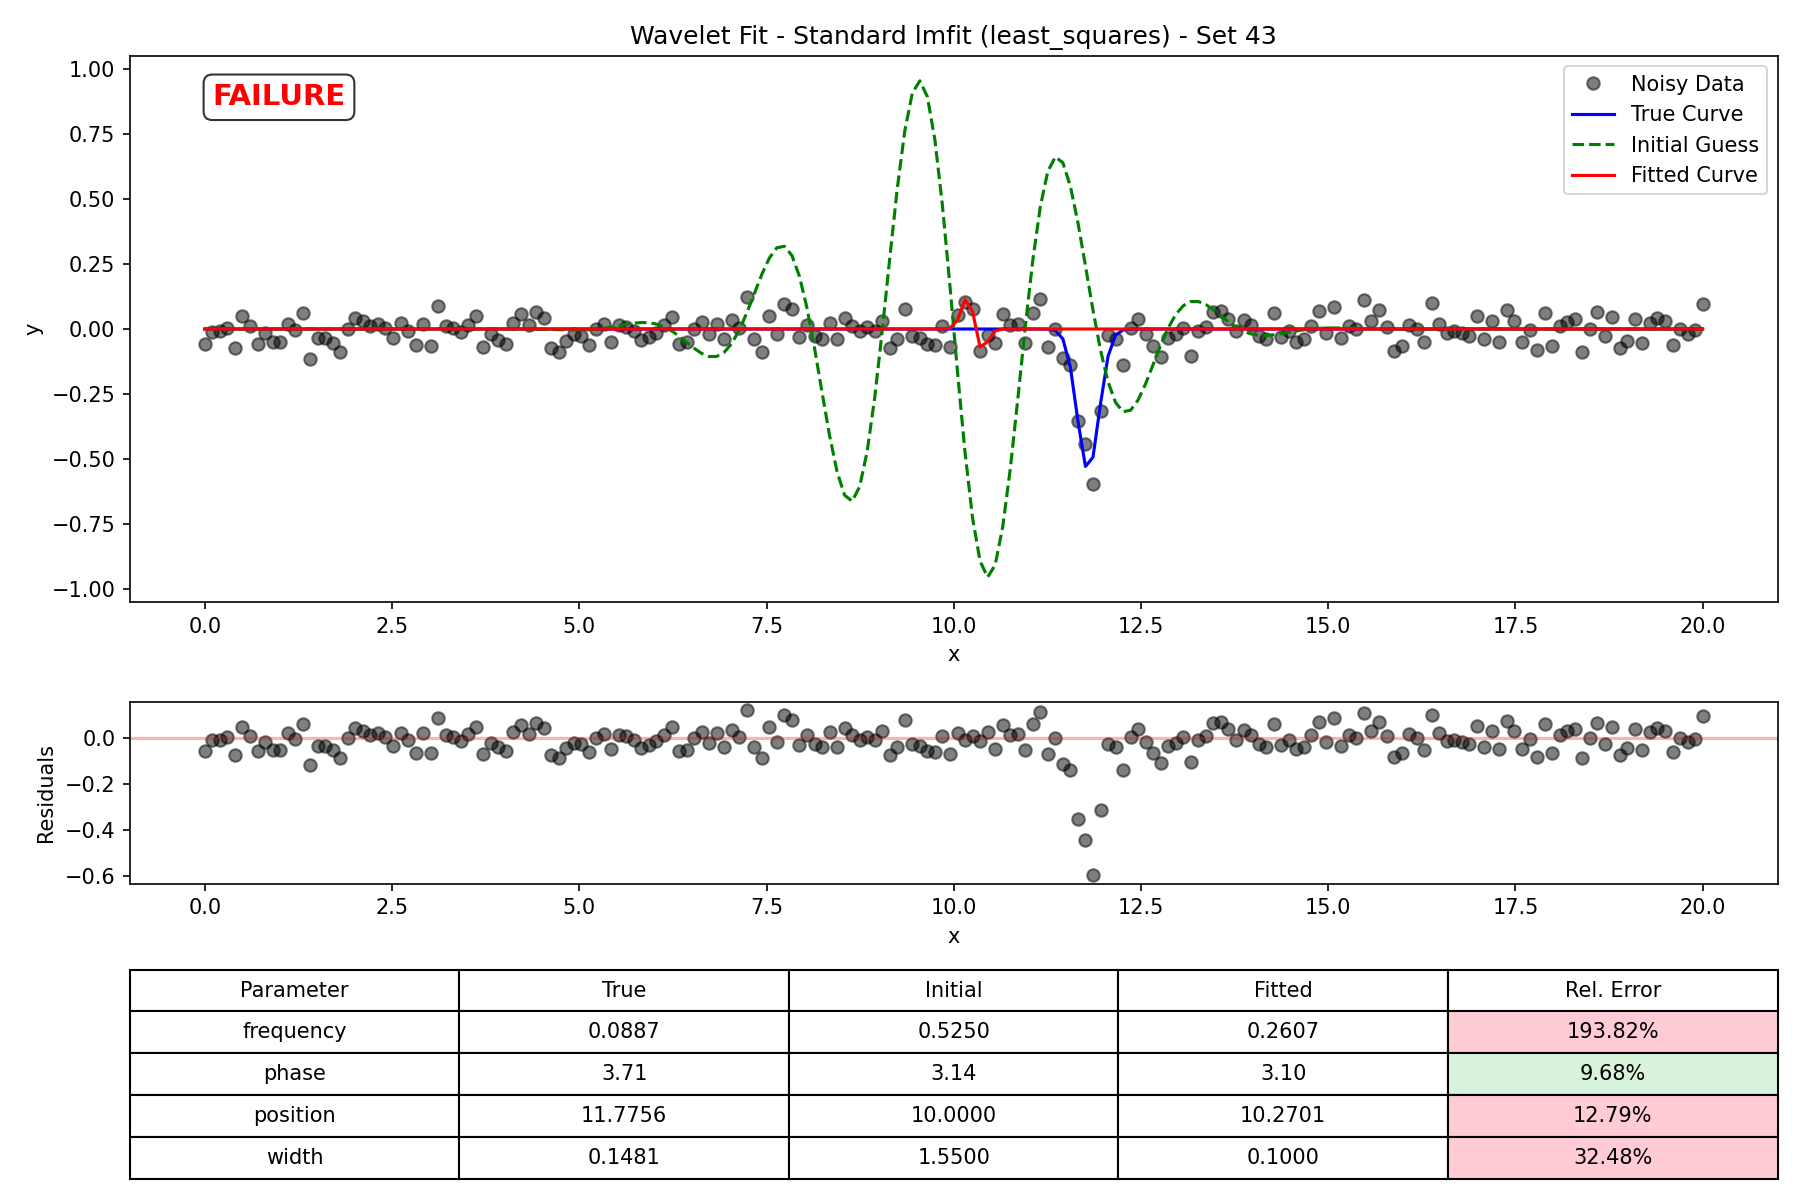 Wavelet Fit - Standard lmfit (least_squares) - Set 43
FAILURE
Noisy Data
True Curve
Initial Guess
Fitted Curve
1.00
0.75
0.50
0.25
0.00
−0.25
−0.50
−0.75
−1.00
y
0.0 2.5 5.0 7.5 10.0 12.5 15.0 17.5 20.0
x
0.0
−0.2
−0.4
−0.6
Residuals
0.0 2.5 5.0 7.5 10.0 12.5 15.0 17.5 20.0
x
Parameter True Initial Fitted Rel. Error
frequency 0.0887 0.5250 0.2607 193.82%
phase 3.71 3.14 3.10 9.68%
position 11.7756 10.0000 10.2701 12.79%
width 0.1481 1.5500 0.1000 32.48%